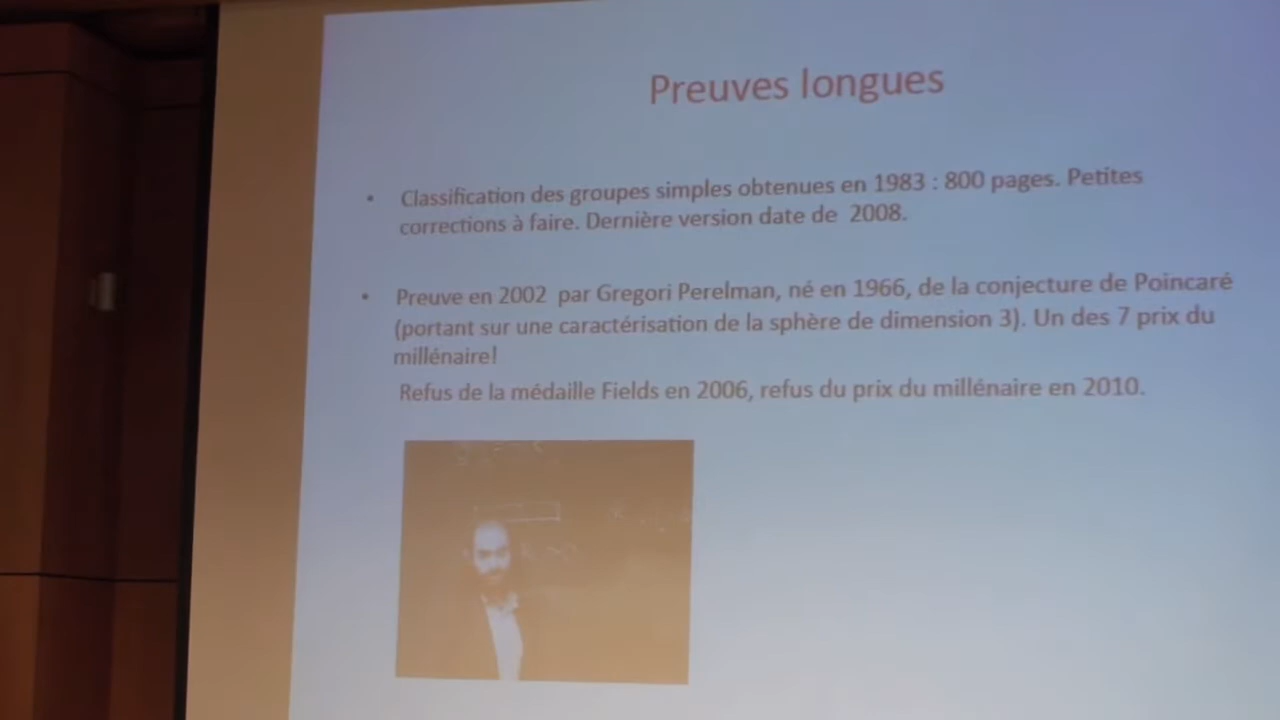 Preuves longues
• Classification des groupes simples obtenues en 1983 : 800 pages. Petites
corrections à faire. Dernière version date de 2008.
• Preuve en 2002 par Gregori Perelman, né en 1966, de la conjecture de Poincaré
(portant sur une caractérisation de la sphère de dimension 3). Un des 7 prix du
millénaire!
Refus de la médaille Fields en 2006, refus du prix du millénaire en 2010.